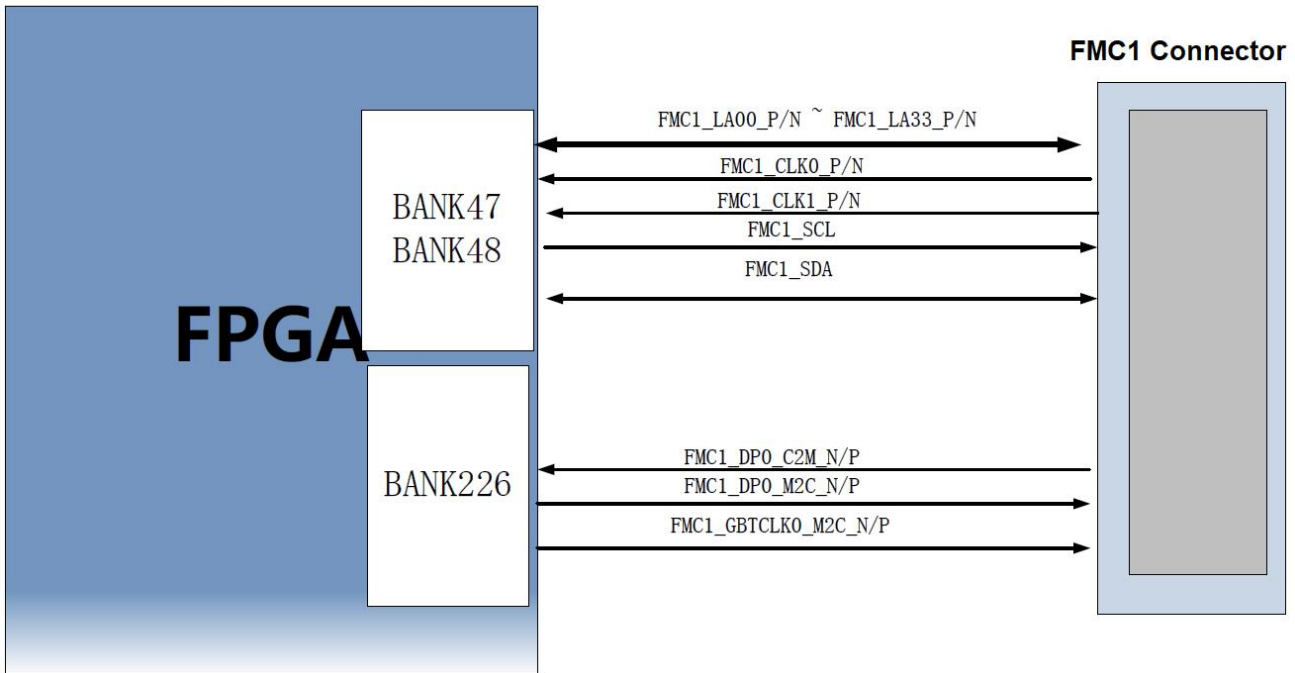 FMC1 Connector
FMC1_LA00_P/N ~ FMC1_LA33_P/N
FMC1_CLK0_P/N
FMC1_CLK1_P/N
FMC1_SCL
FMC1_SDA
BANK47
BANK48
FPGA
BANK226
FMC1_DP0_C2M_N/P
FMC1_DP0_M2C_N/P
FMC1_GBTCLK0_M2C_N/P